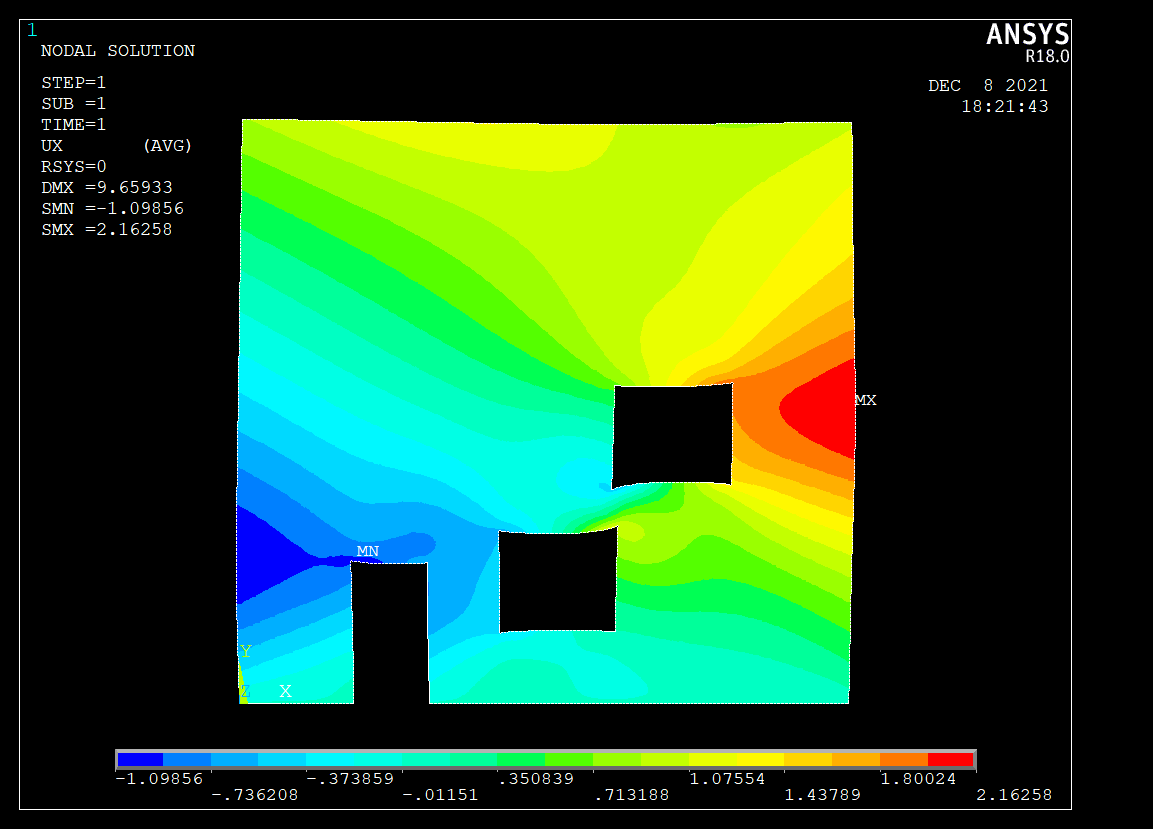 1
ANSYS
R18.0
NODAL SOLUTION
STEP=1
SUB =1
TIME=1
UX (AVG)
RSYS=0
DMX =9.65933
SMN =-1.09856
SMX =2.16258
DEC 8 2021
18:21:43
MX
MN
Y
Z X
-1.09856 -.373859 .350839 1.07554 1.80024
-.736208 -.01151 .713188 1.43789 2.16258